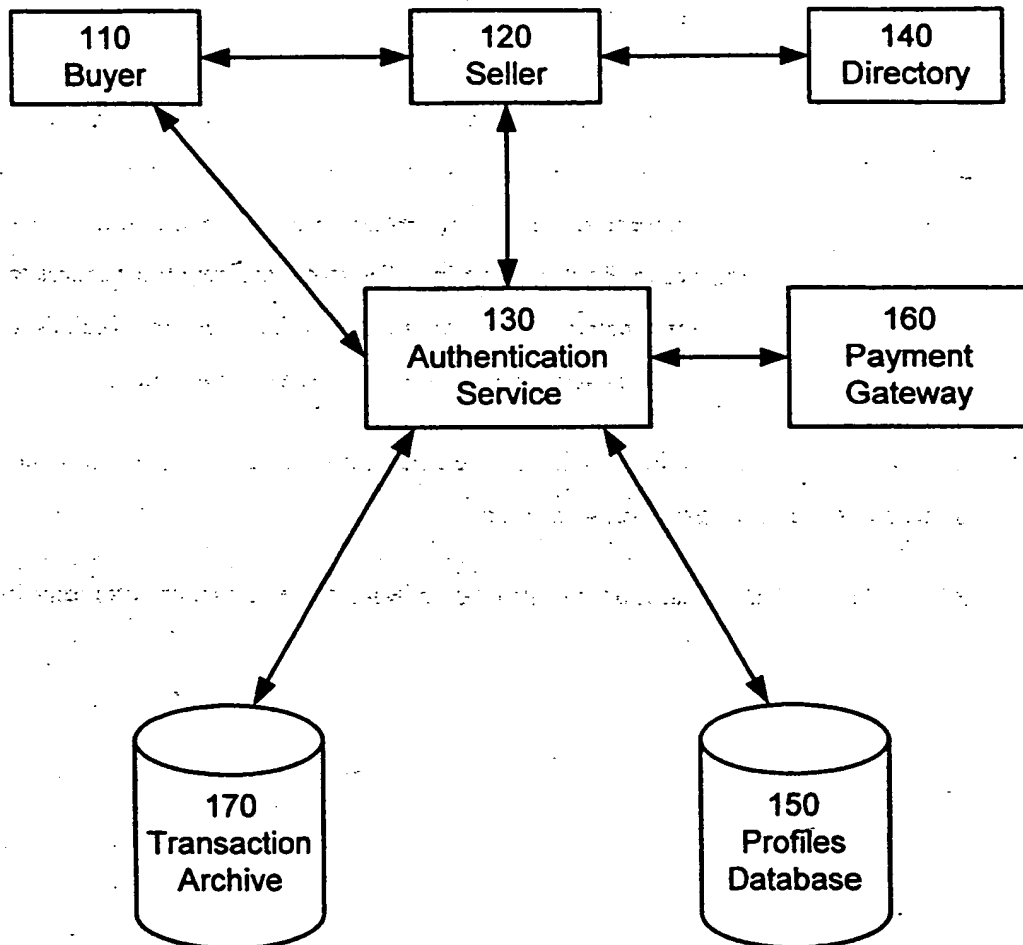 110
Buyer
120
Seller
140
Directory
130
Authentication
Service
160
Payment
Gateway
170
Transaction
Archive
150
Profiles
Database